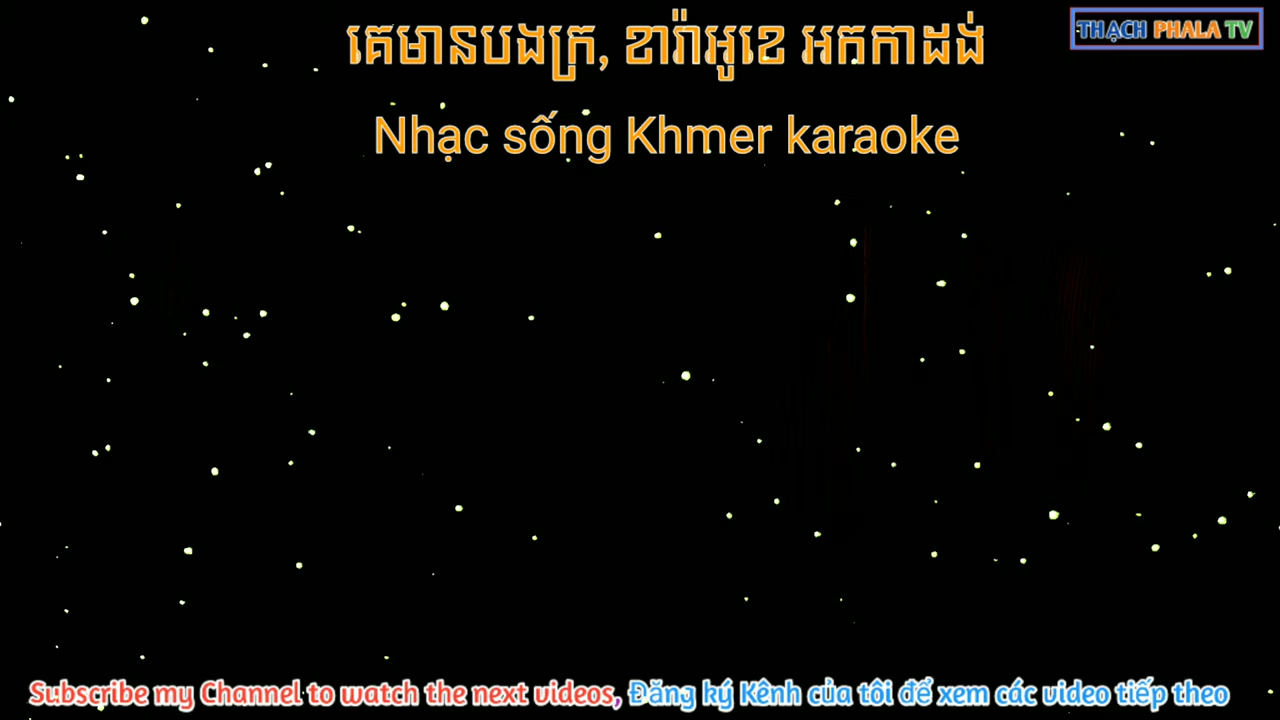 គេមានបងក្រ, ខារ៉ាអូខេ អកកាដង់
THẠCH PHALA TV
Nhạc sống Khmer karaoke
Subscribe my Channel to watch the next videos, Đăng ký Kênh của tôi để xem các video tiếp theo